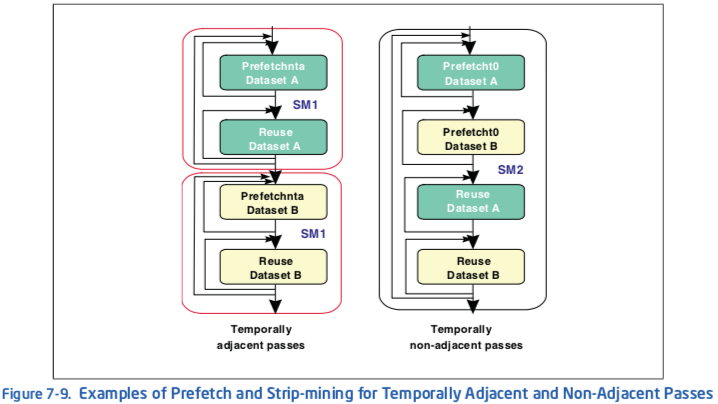 Prefetchnta
Dataset A
SM1
Reuse
Dataset A
Prefetchnta
Dataset B
SM1
Reuse
Dataset B
Temporally
adjacent passes
Prefetcht0
Dataset A
Prefetcht0
Dataset B
SM2
Reuse
Dataset A
Reuse
Dataset B
Temporally
non-adjacent passes
Figure 7-9. Examples of Prefetch and Strip-mining for Temporally Adjacent and Non-Adjacent Passes